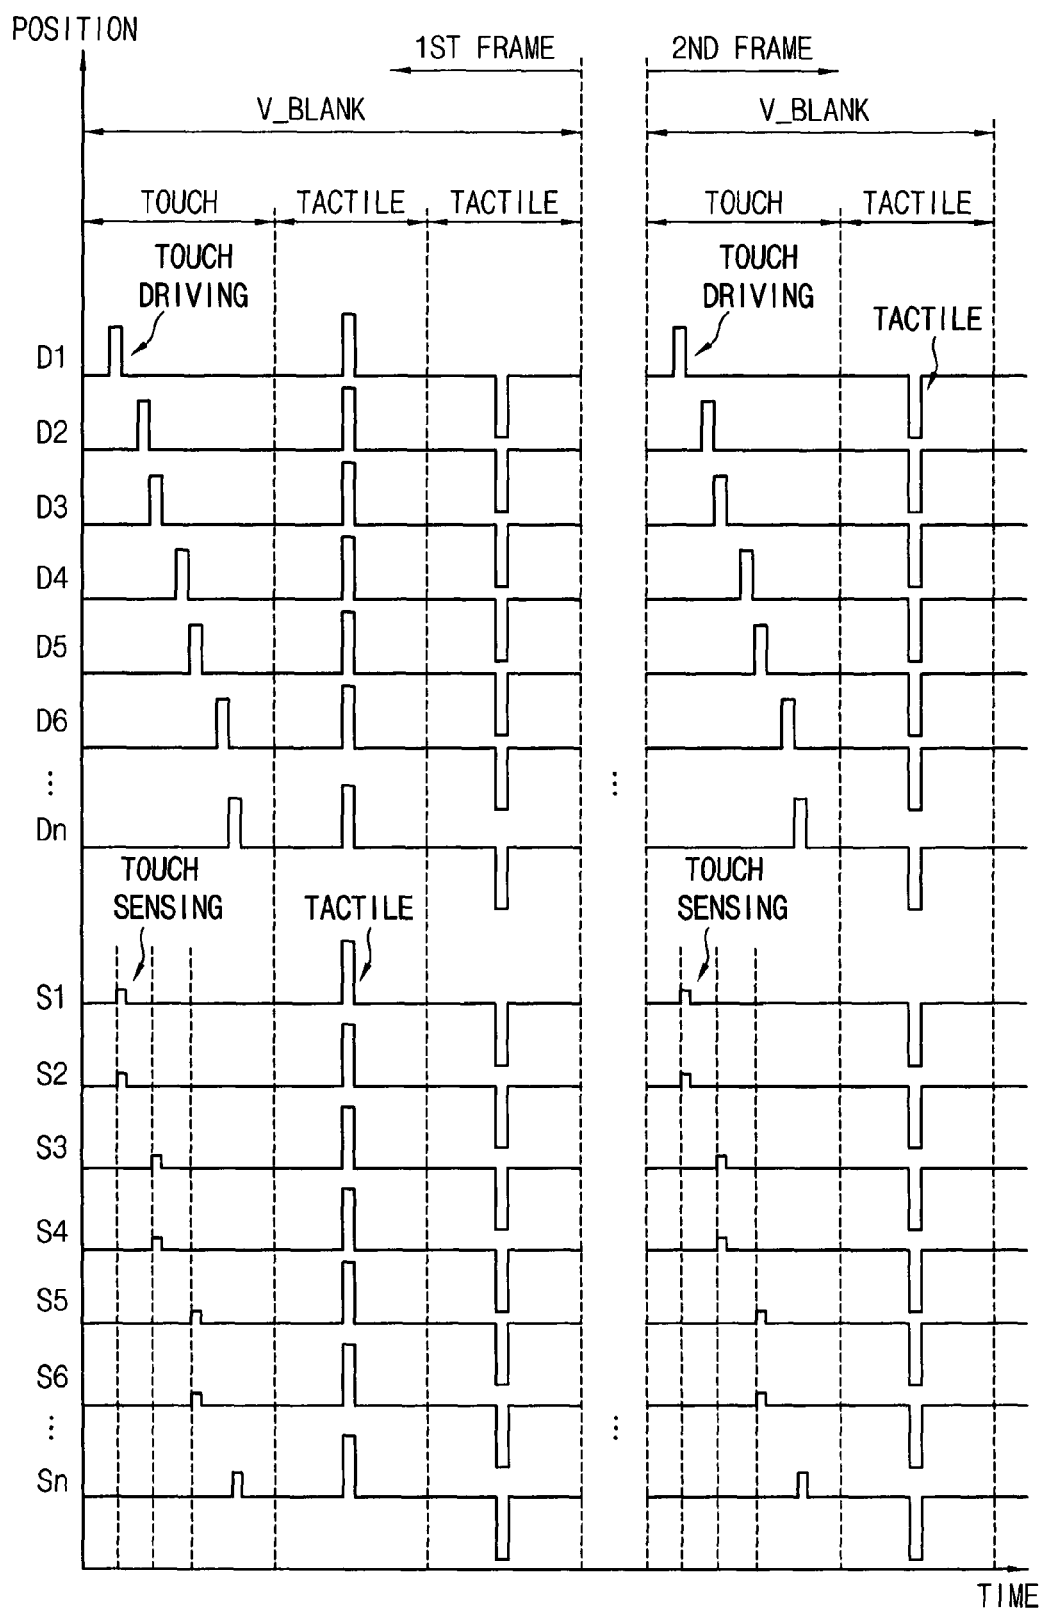 POSITION
1ST FRAME
2ND FRAME
V_BLANK
V_BLANK
TOUCH
TACTILE
TACTILE
TOUCH
TACTILE
TOUCH
DRIVING
TOUCH
DRIVING
TACTILE
D1
D2
D3
D4
D5
D6
⋮
⋮
Dn
TOUCH
SENSING
TACTILE
TOUCH
SENSING
S1
S2
S3
S4
S5
S6
⋮
⋮
Sn
TIME